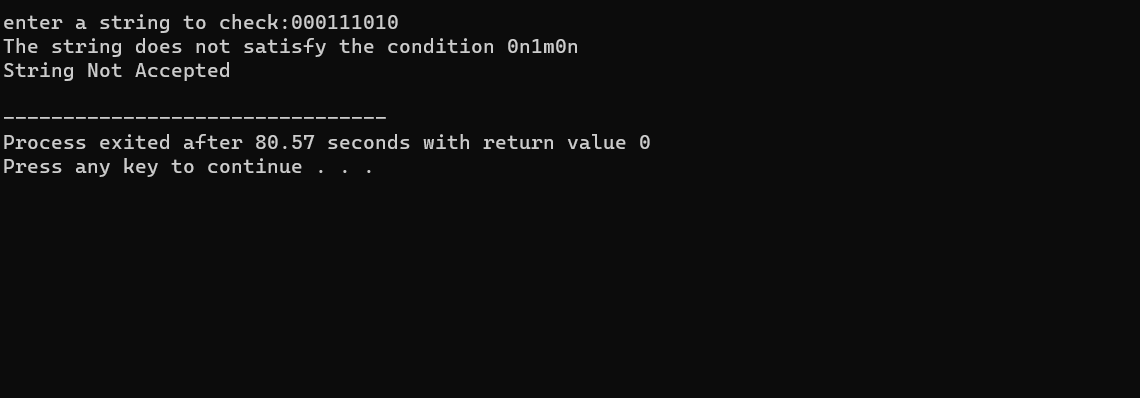 enter a string to check:000111010
The string does not satisfy the condition 0n1m0n
String Not Accepted
--------------------------------
Process exited after 80.57 seconds with return value 0
Press any key to continue . . .